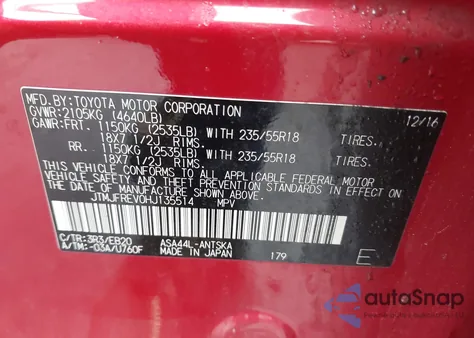 MFD.BY:TOYOTA MOTOR CORPORATION 12/16
GVWR:2105KG (4640LB)
GAWR:FRT. 1150KG (2535LB) WITH 235/55R18 TIRES.
18X7 1/2J RIMS.
RR. 1150KG (2535LB) WITH 235/55R18 TIRES.
18X7 1/2J RIMS.
THIS VEHICLE CONFORMS TO ALL APPLICABLE FEDERAL MOTOR
VEHICLE SAFETY AND THEFT PREVENTION STANDARDS IN EFFECT ON
THE DATE OF MANUFACTURE SHOWN ABOVE.
JTMJFREV0HJ135514 MPV
C/TR:3R3/EB20 ASA44L-ANTSKA
A/TM:-03A/U760F MADE IN JAPAN 179 E
autoSnap
POWERED BY CARDEALER